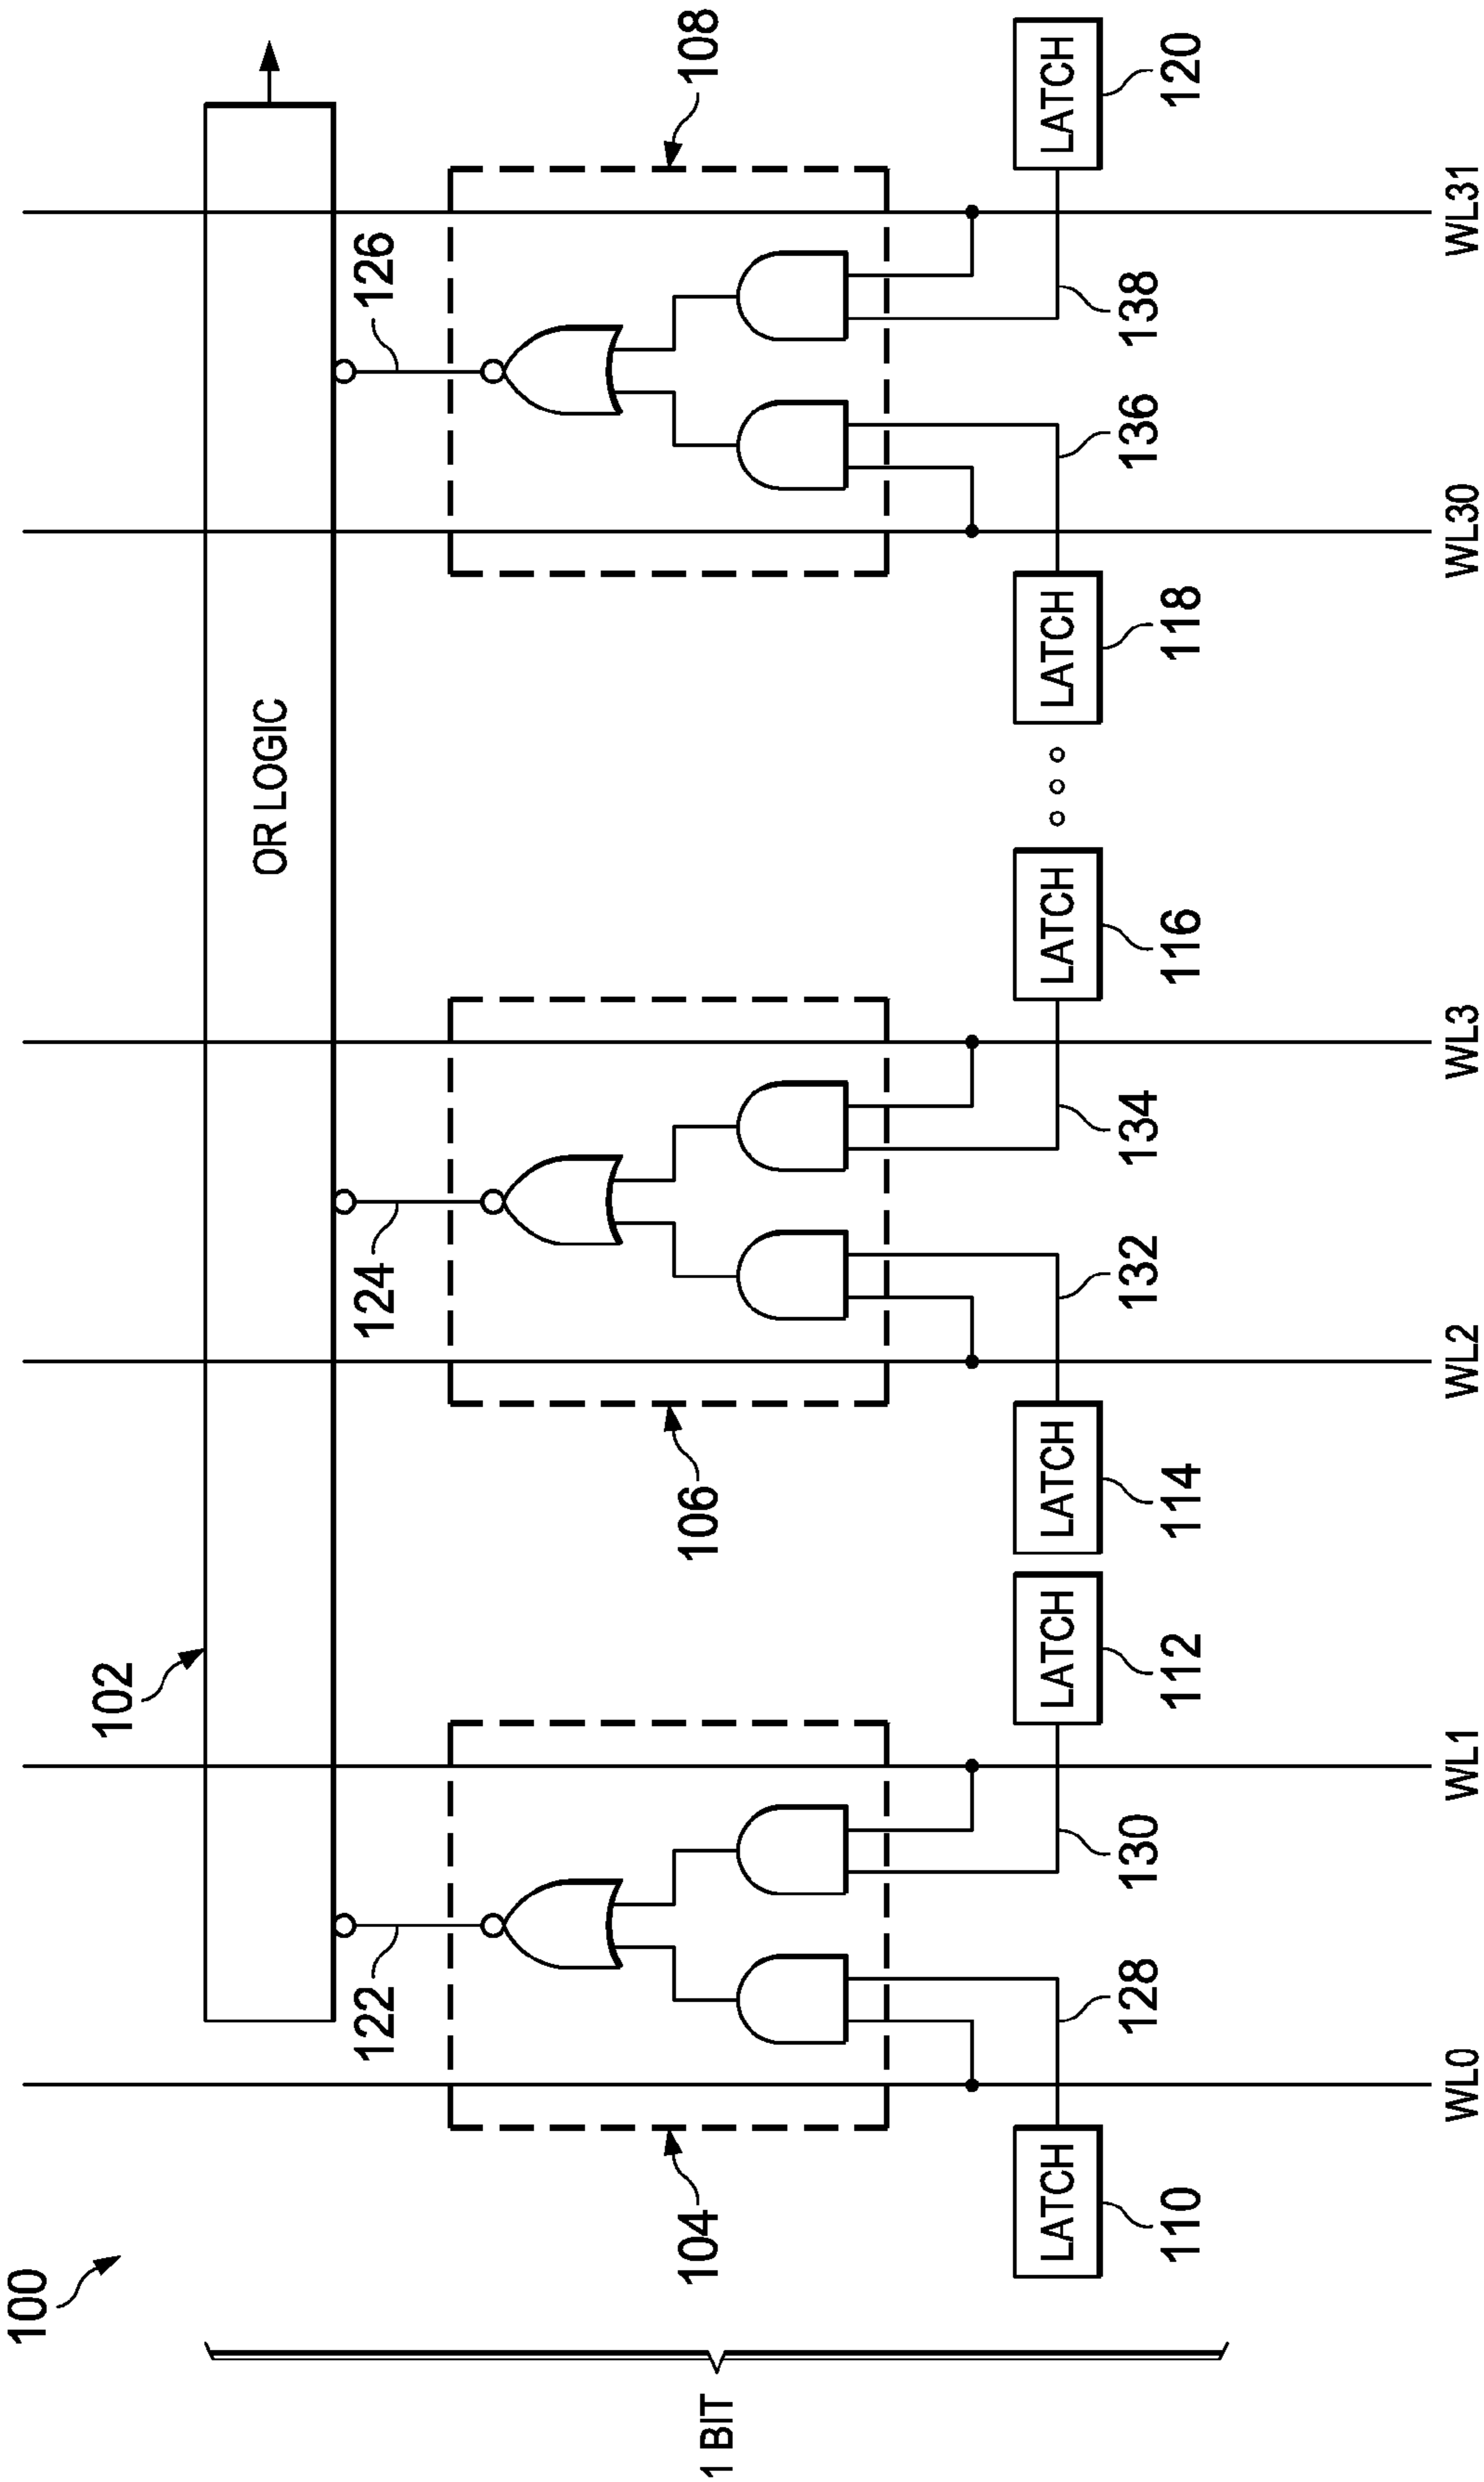 100
102
OR LOGIC
122
124
126
104
106
108
1 BIT
128
130
132
134
136
138
LATCH
LATCH
LATCH
LATCH
LATCH
LATCH
110
112
114
116
118
120
WL0
WL1
WL2
WL3
WL30
WL31